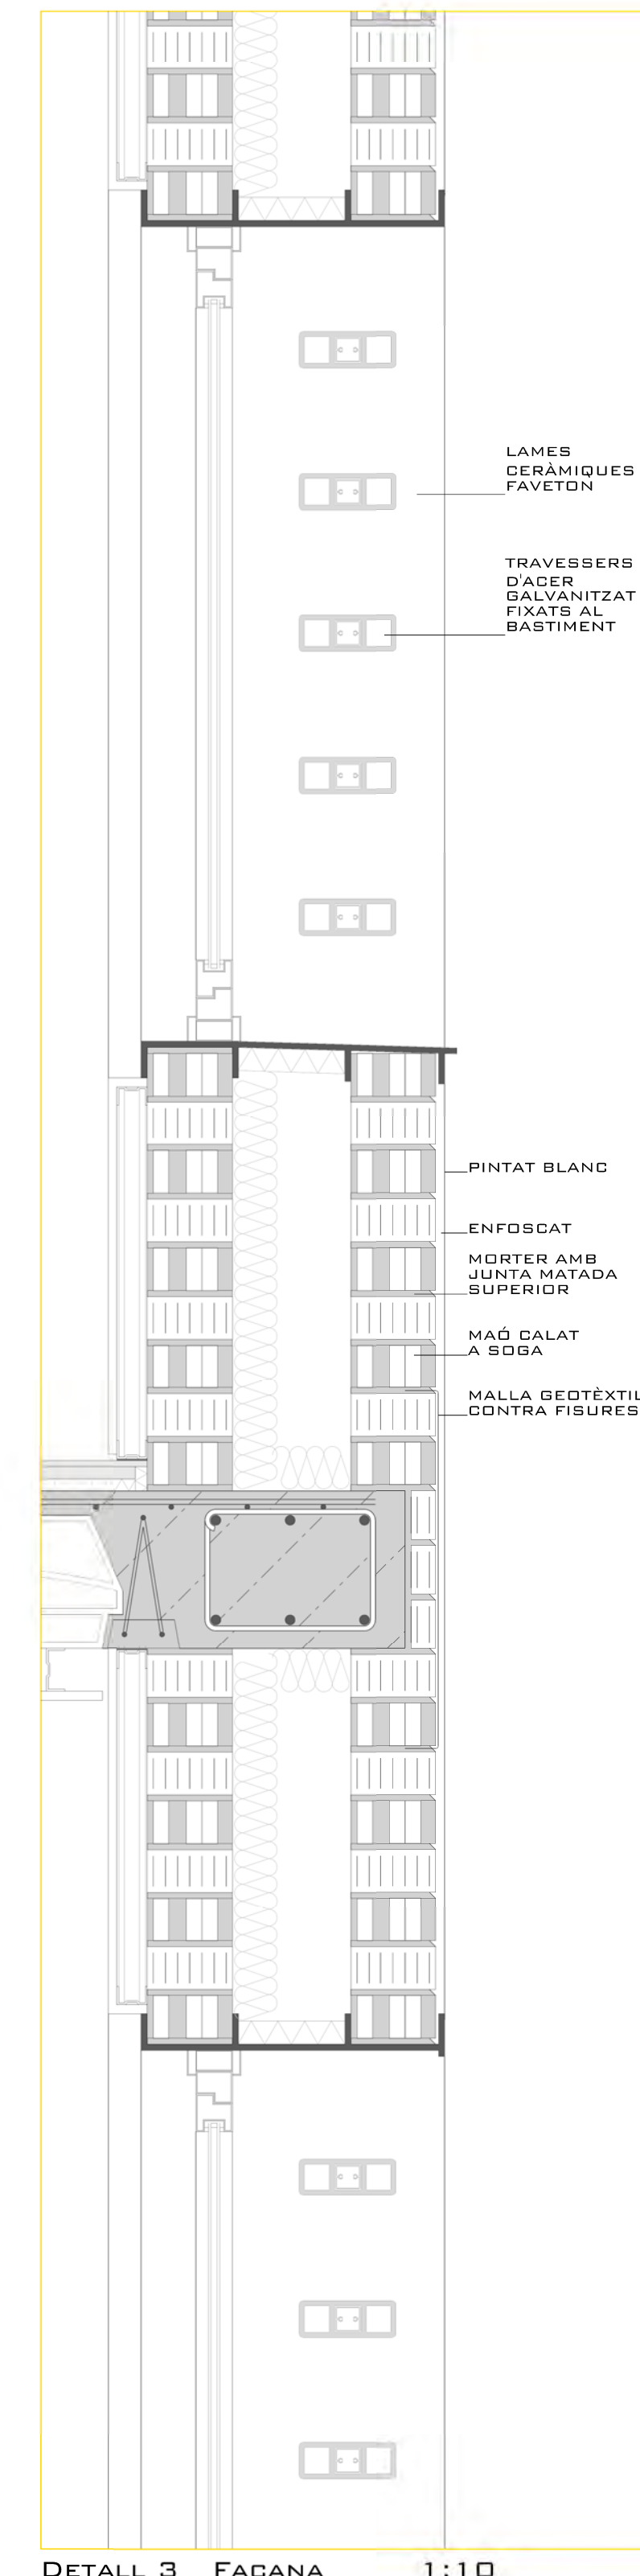 LAMES
CERÀMIQUES
FAVETON
TRAVESSERS
D'ACER
GALVANITZAT
FIXATS AL
BASTIMENT
PINTAT BLANC
ENFOSCAT
MORTER AMB
JUNTA MATADA
SUPERIOR
MAÓ CALAT
A SOGA
MALLA GEOTÈXTIL
CONTRA FISURES
DETALL 3 FAÇANA 1:10